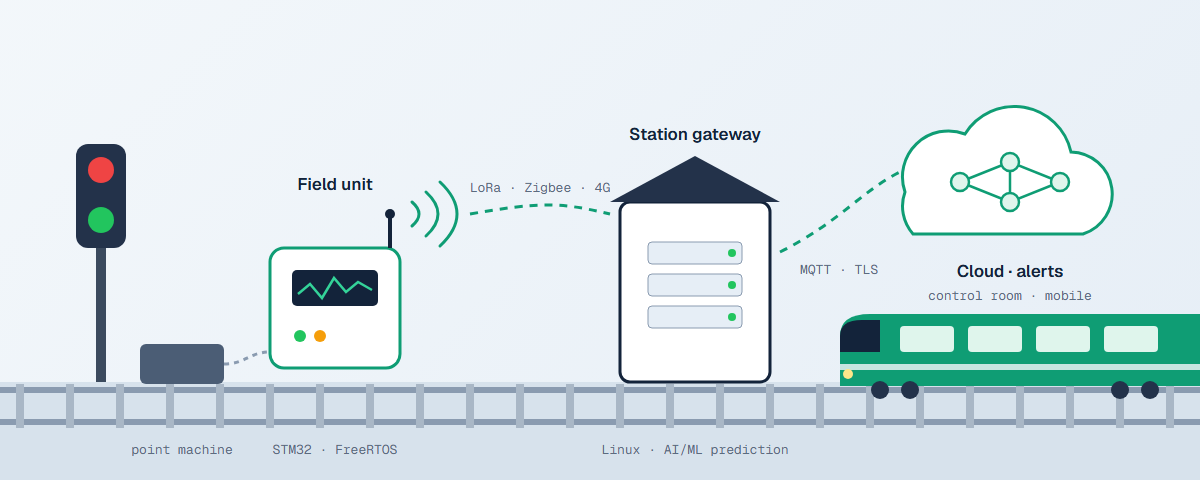 Station gateway
Field unit
LoRa · Zigbee · 4G
MQTT · TLS
Cloud · alerts
control room · mobile
point machine
STM32 · FreeRTOS
Linux · AI/ML prediction